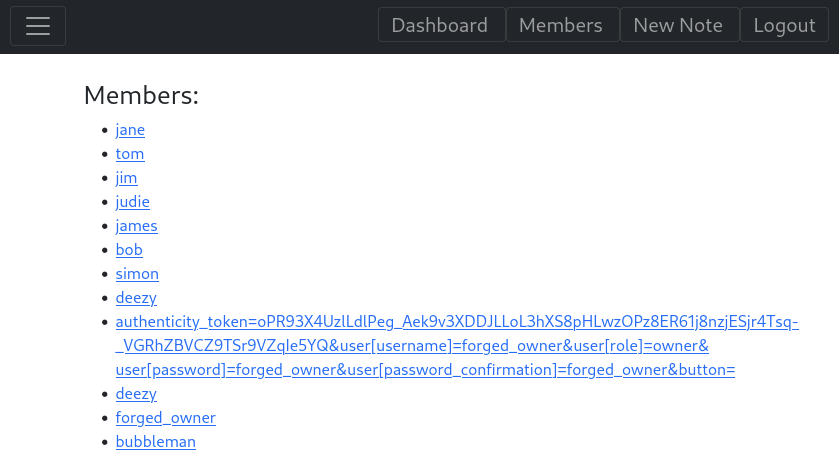 Dashboard Members New Note Logout
Members:
jane
tom
jim
judie
james
bob
simon
deezy
authenticity_token=oPR93X4UzlLdlPeg_Aek9v3XDDJLLoL3hXS8pHLwzOPz8ER61j8nzjESjr4Tsq-
_VGRhZBVCZ9TSr9VZqIe5YQ&user[username]=forged_owner&user[role]=owner&
user[password]=forged_owner&user[password_confirmation]=forged_owner&button=
deezy
forged_owner
bubbleman